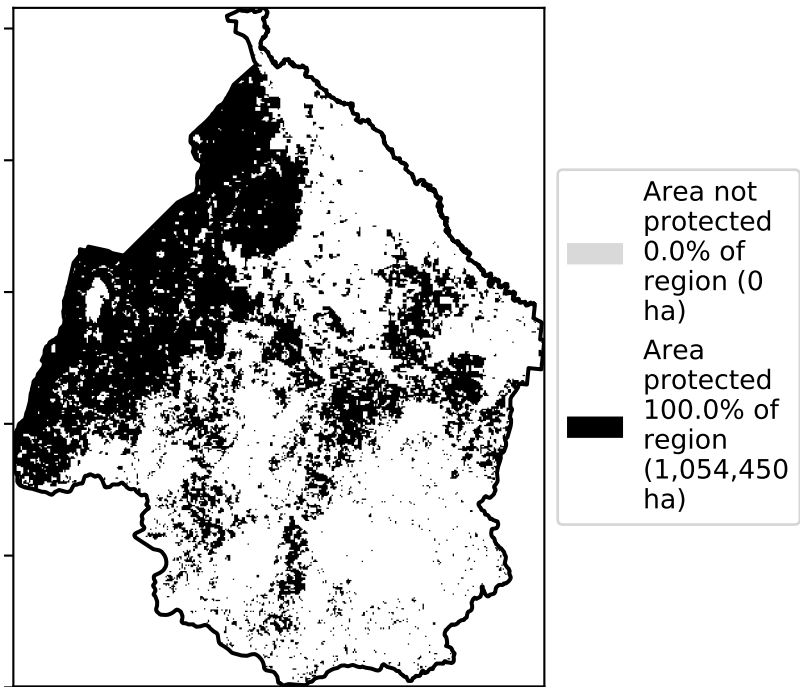 Area not
protected
0.0% of
region (0
ha)
Area
protected
100.0% of
region
(1,054,450
ha)